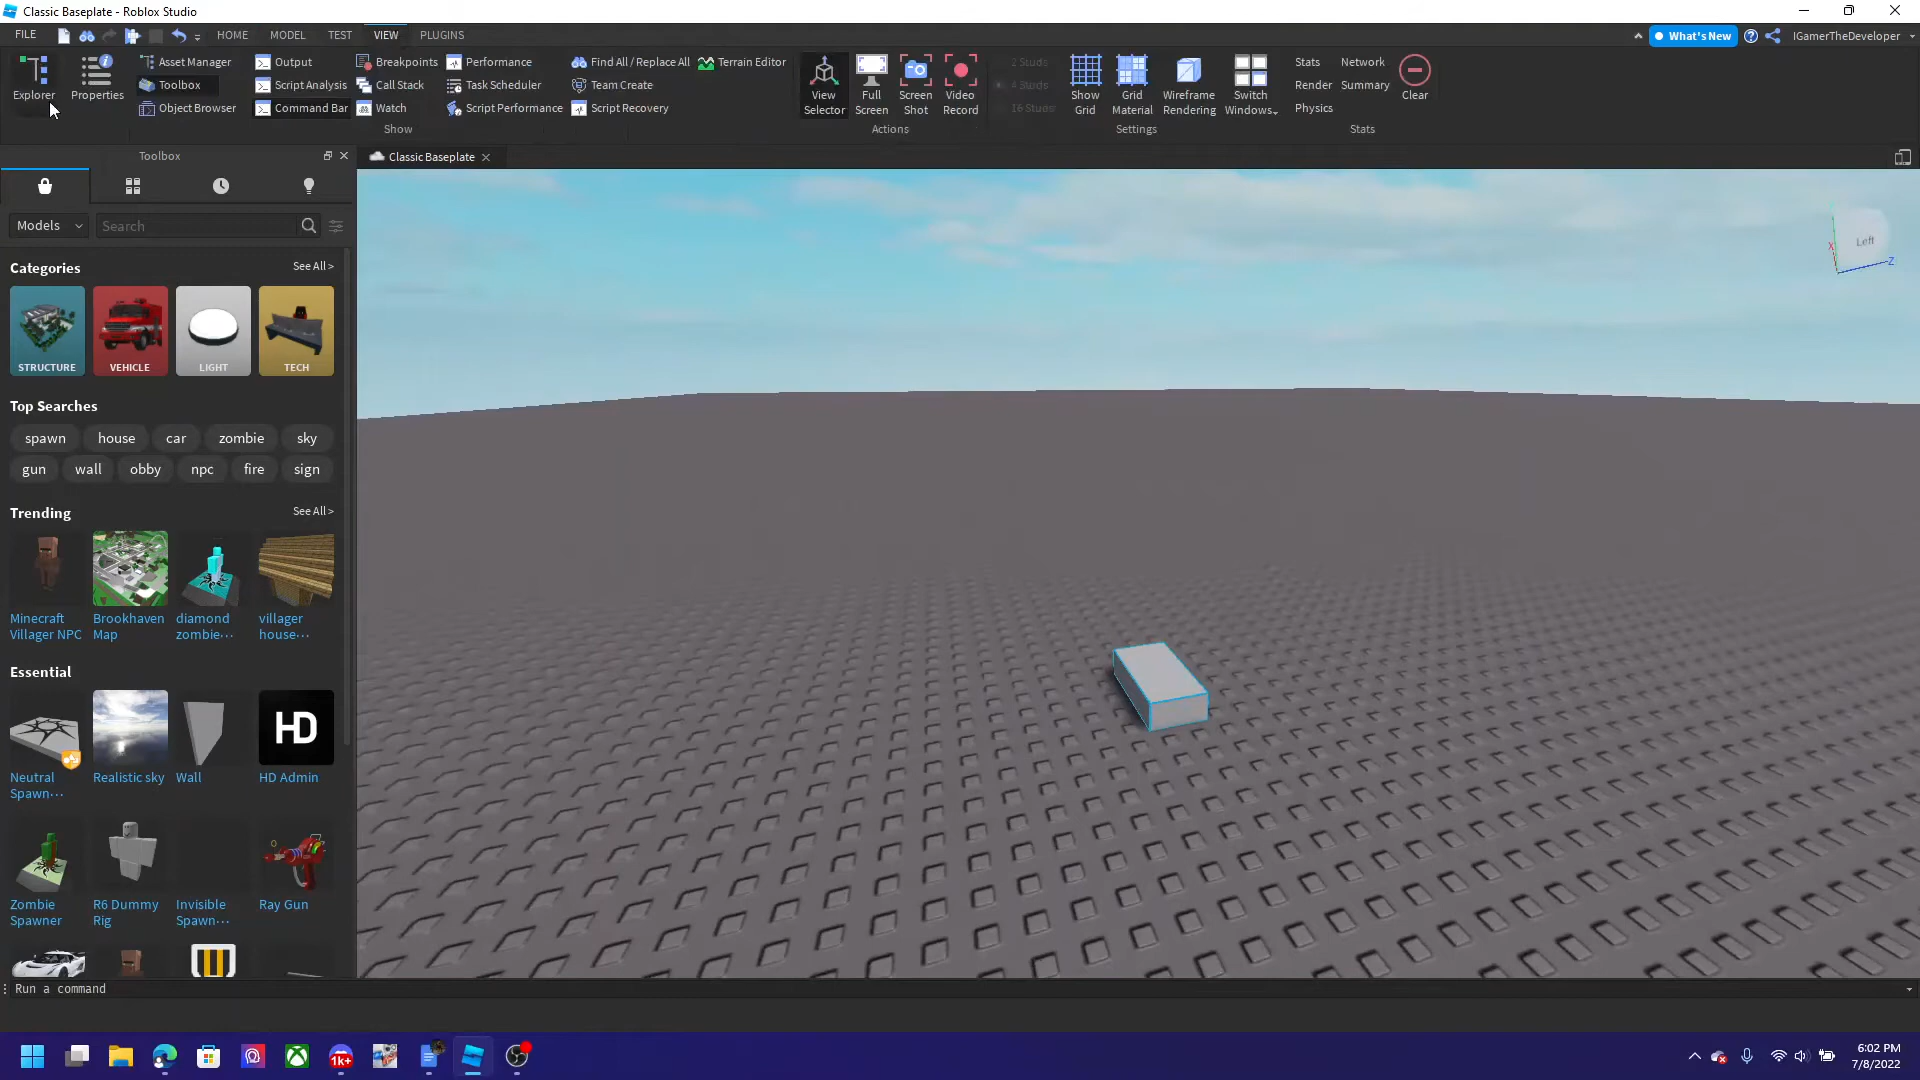 Classic Baseplate - Roblox Studio
FILE HOME MODEL TEST VIEW PLUGINS What's New IGamerTheDeveloper
Explorer
Properties
Asset Manager
Toolbox
Object Browser
Output
Script Analysis
Command Bar
Breakpoints
Call Stack
Watch
Performance
Task Scheduler
Script Performance
Find All / Replace All
Team Create
Script Recovery
Terrain Editor
Show
View Selector
Full Screen
Screen Shot
Video Record
Actions
2 Studs
4 Studs
16 Studs
Show Grid
Grid Material
Wireframe Rendering
Switch Windows
Settings
Stats
Render
Physics
Network
Summary
Clear
Stats
Toolbox
Classic Baseplate
Models
Search
Categories See All >
STRUCTURE VEHICLE LIGHT TECH
Top Searches
spawn house car zombie sky
gun wall obby npc fire sign
Trending See All >
Minecraft Villager NPC
Brookhaven Map
diamond zombie...
villager house...
Essential
HD
Neutral Spawn...
Realistic sky
Wall
HD Admin
Zombie Spawner
R6 Dummy Rig
Invisible Spawn...
Ray Gun
X
Left
Z
Run a command
1k+
6:02 PM
7/8/2022